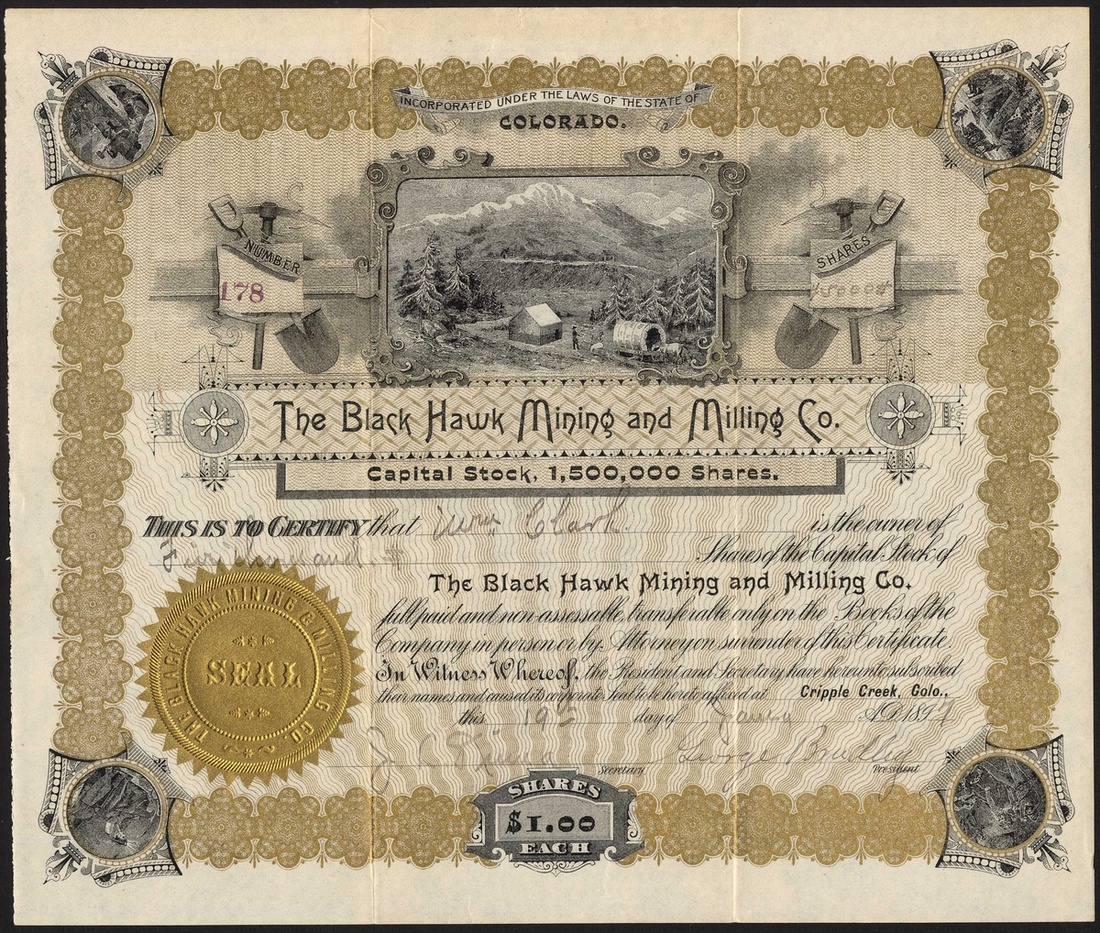 INCORPORATED UNDER THE LAWS OF THE STATE OF
COLORADO.
NUMBER
178
SHARES
The Black Hawk Mining and Milling Co.
Capital Stock, 1,500,000 Shares.
This is to Certify that Wm Clark. is the owner of
Shares of the Capital Stock of
The Black Hawk Mining and Milling Co.
full paid and non-assessable, transferable only on the Books of the
Company in person or by Attorney on surrender of this Certificate.
In Witness Whereof, the President and Secretary have hereunto subscribed
their names and caused its corporate Seal to be hereto affixed at Cripple Creek, Colo.,
this 19th day of A.D. 1897
George Bradley
Secretary President
THE BLACK HAWK MINING & MILLING CO.
SEAL
SHARES
$1.00
EACH